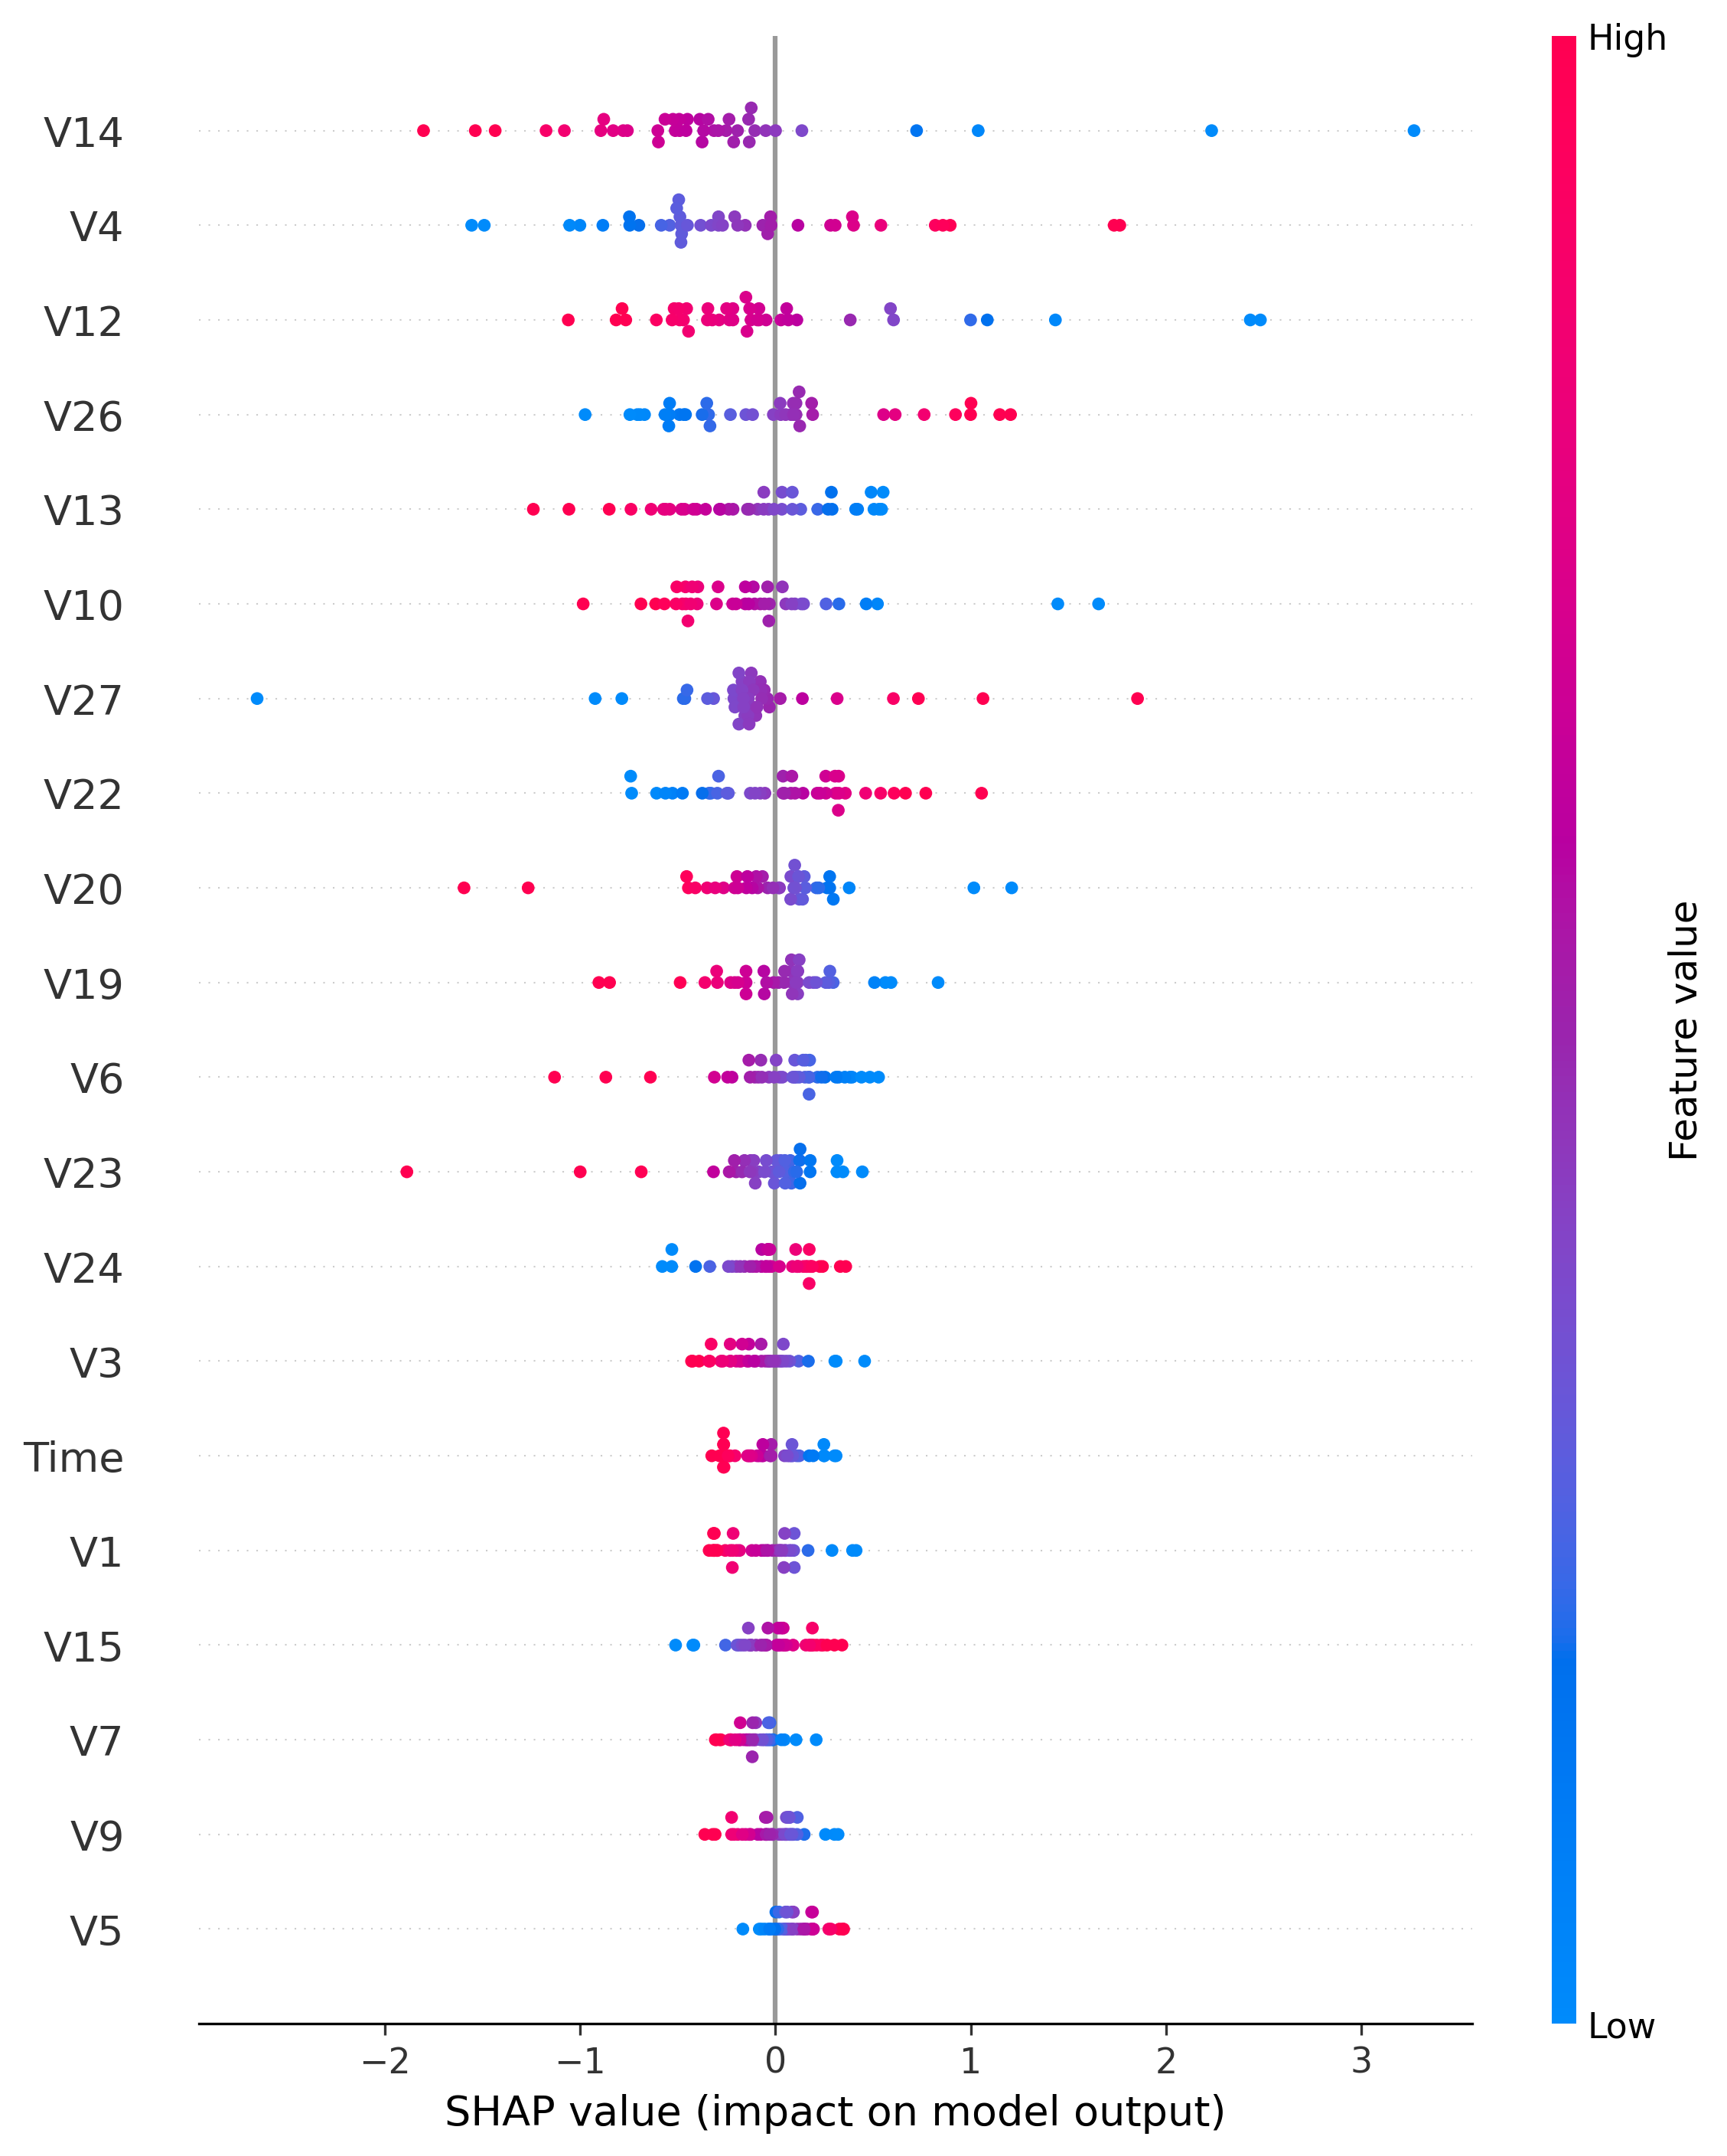 High
V14
V4
V12
V26
V13
V10
V27
V22
V20
V19
V6
V23
V24
V3
Time
V1
V15
V7
V9
V5
Feature value
Low
−2 −1 0 1 2 3
SHAP value (impact on model output)